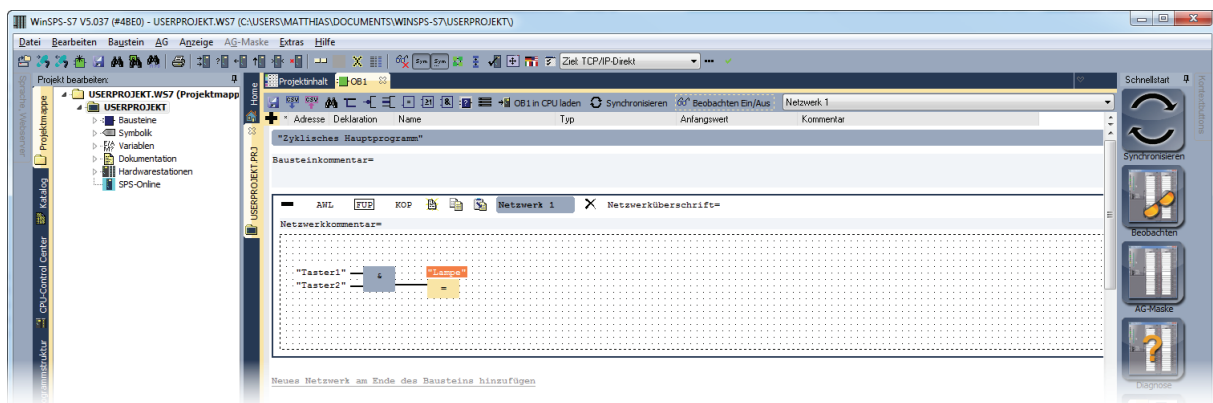 WinSPS-S7 V5.037 (#4BE0) - USERPROJEKT.WS7 (C:\USERS\MATTHIAS\DOCUMENTS\WINSPS-S7\USERPROJEKT\)
Datei Bearbeiten Baustein AG Anzeige AG-Maske Extras Hilfe
Ziel: TCP/IP-Direkt
Projekt bearbeiten:
Projektinhalt OB1
Schnellstart
USERPROJEKT.WS7 (Projektmapp
USERPROJEKT
Bausteine
Symbolik
Variablen
Dokumentation
Hardwarestationen
SPS-Online
Sprache, Webserver
Projektmappe
Katalog
CPU-Control Center
Home
USERPROJEKT.PRJ
OB1 in CPU laden Synchronisieren Beobachten Ein/Aus Netzwerk 1
* Adresse Deklaration Name Typ Anfangswert Kommentar
"Zyklisches Hauptprogramm"
Bausteinkommentar=
AWL FUP KOP Netzwerk 1 Netzwerküberschrift=
Netzwerkkommentar=
"Taster1" & "Lampe"
"Taster2" =
Neues Netzwerk am Ende des Bausteins hinzufügen
Synchronisieren
Beobachten
AG-Maske
Diagnose
Kontextbuttons